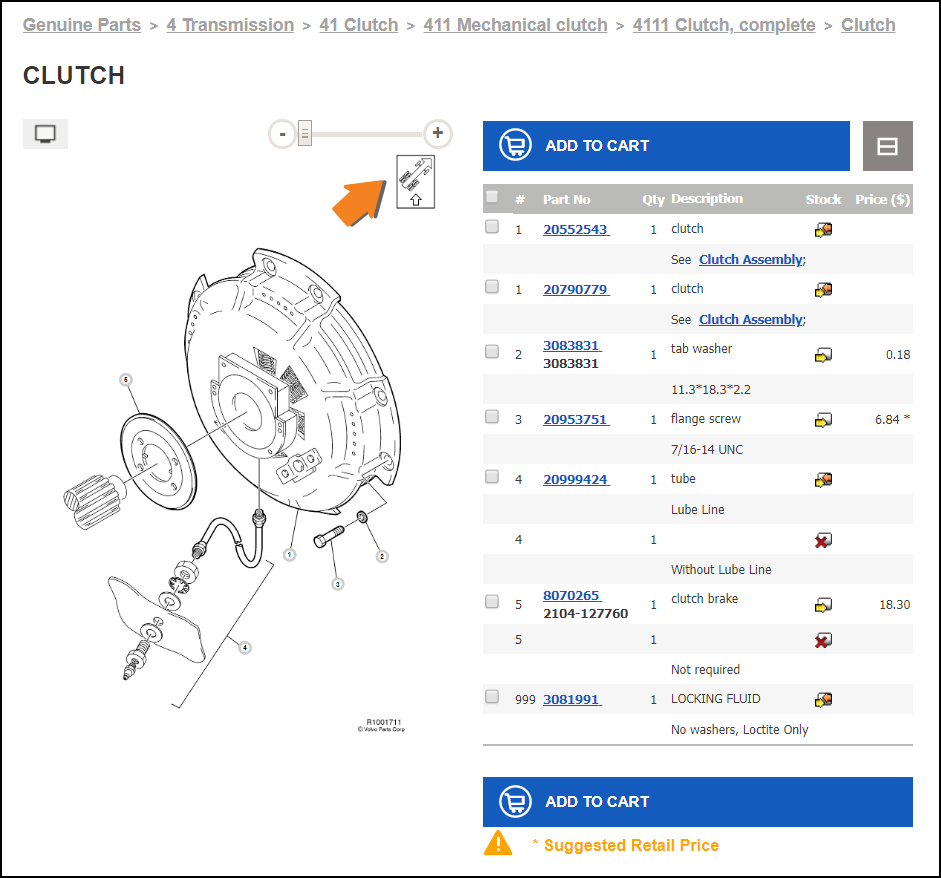 Genuine Parts > 4 Transmission > 41 Clutch > 411 Mechanical clutch > 4111 Clutch, complete > Clutch
CLUTCH
- +
ADD TO CART
# Part No Qty Description Stock Price ($)
1 20552543 1 clutch
See Clutch Assembly;
1 20790779 1 clutch
See Clutch Assembly;
2 3083831 1 tab washer 0.18
3083831
11.3*18.3*2.2
3 20953751 1 flange screw 6.84 *
7/16-14 UNC
4 20999424 1 tube
Lube Line
4 1
Without Lube Line
5 8070265 1 clutch brake 18.30
2104-127760
5 1
Not required
999 3081991 1 LOCKING FLUID
No washers, Loctite Only
5
1
2
3
4
R1001711
© Volvo Parts Corp
ADD TO CART
* Suggested Retail Price